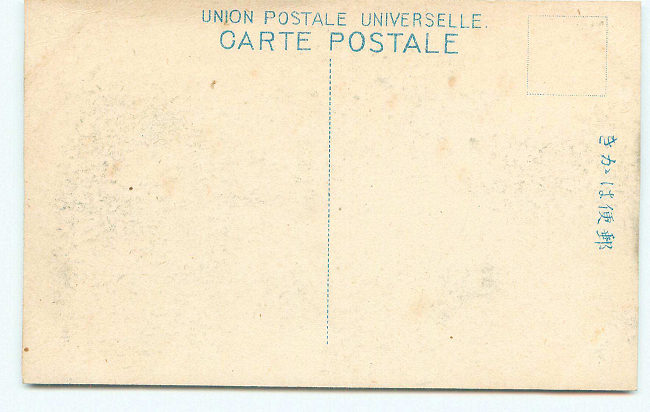 UNION POSTALE UNIVERSELLE.
CARTE POSTALE
きがは便郵